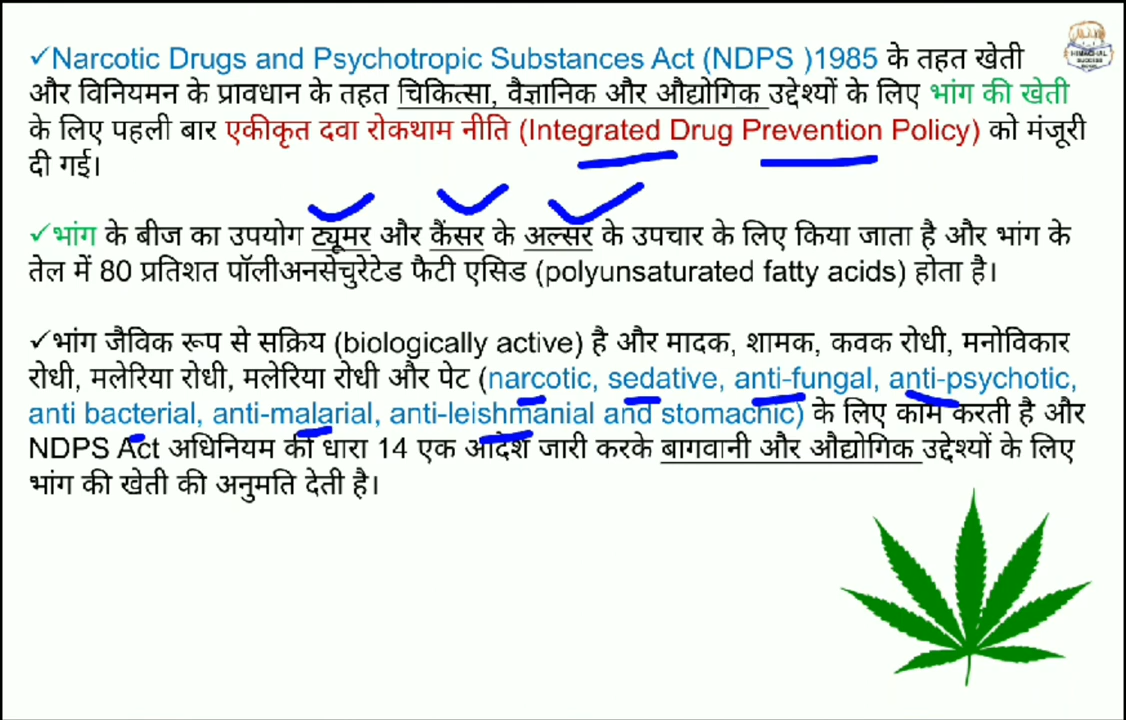 ✓Narcotic Drugs and Psychotropic Substances Act (NDPS )1985 के तहत खेती
और विनियमन के प्रावधान के तहत चिकित्सा, वैज्ञानिक और औद्योगिक उद्देश्यों के लिए भांग की खेती
के लिए पहली बार एकीकृत दवा रोकथाम नीति (Integrated Drug Prevention Policy) को मंजूरी
दी गई।
✓भांग के बीज का उपयोग ट्यूमर और कैंसर के अल्सर के उपचार के लिए किया जाता है और भांग के
तेल में 80 प्रतिशत पॉलीअनसेचुरेटेड फैटी एसिड (polyunsaturated fatty acids) होता है।
✓भांग जैविक रूप से सक्रिय (biologically active) है और मादक, शामक, कवक रोधी, मनोविकार
रोधी, मलेरिया रोधी, मलेरिया रोधी और पेट (narcotic, sedative, anti-fungal, anti-psychotic,
anti bacterial, anti-malarial, anti-leishmanial and stomachic) के लिए काम करती है और
NDPS Act अधिनियम की धारा 14 एक आदेश जारी करके बागवानी और औद्योगिक उद्देश्यों के लिए
भांग की खेती की अनुमति देती है।
HIMACHAL
SUCCESS